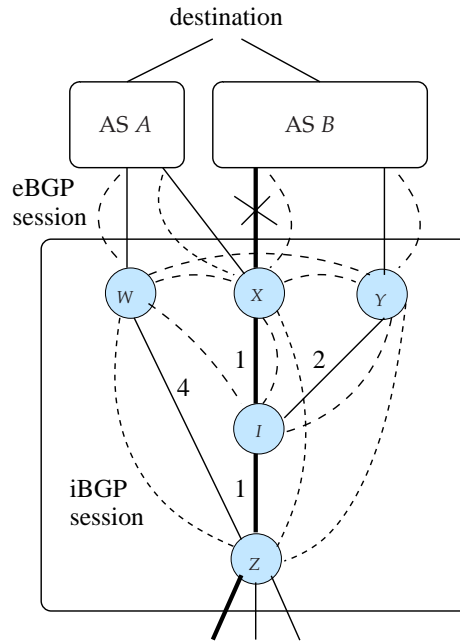 destination
AS A
AS B
eBGP
session
W
X
Y
1
2
4
I
iBGP
session
1
Z